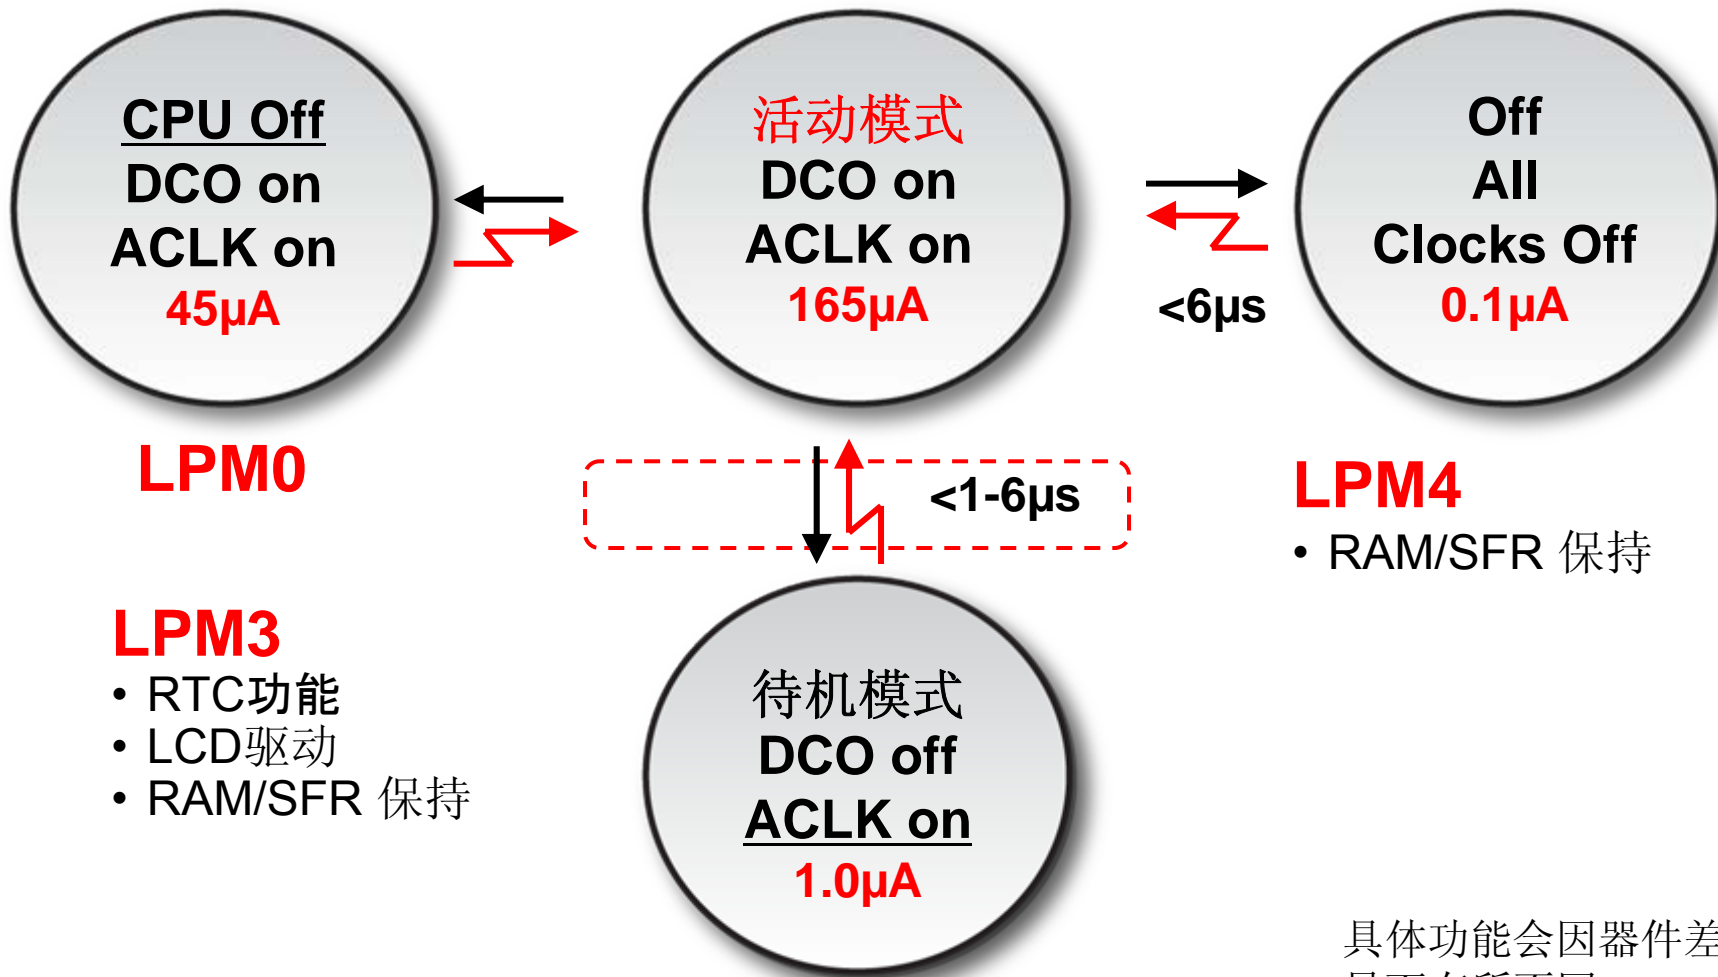 CPU Off
DCO on
ACLK on
45µA
LPM0
活动模式
DCO on
ACLK on
165µA
<6µs
Off
All
Clocks Off
0.1µA
LPM4
• RAM/SFR 保持
<1-6µs
LPM3
• RTC功能
• LCD驱动
• RAM/SFR 保持
待机模式
DCO off
ACLK on
1.0µA
具体功能会因器件差